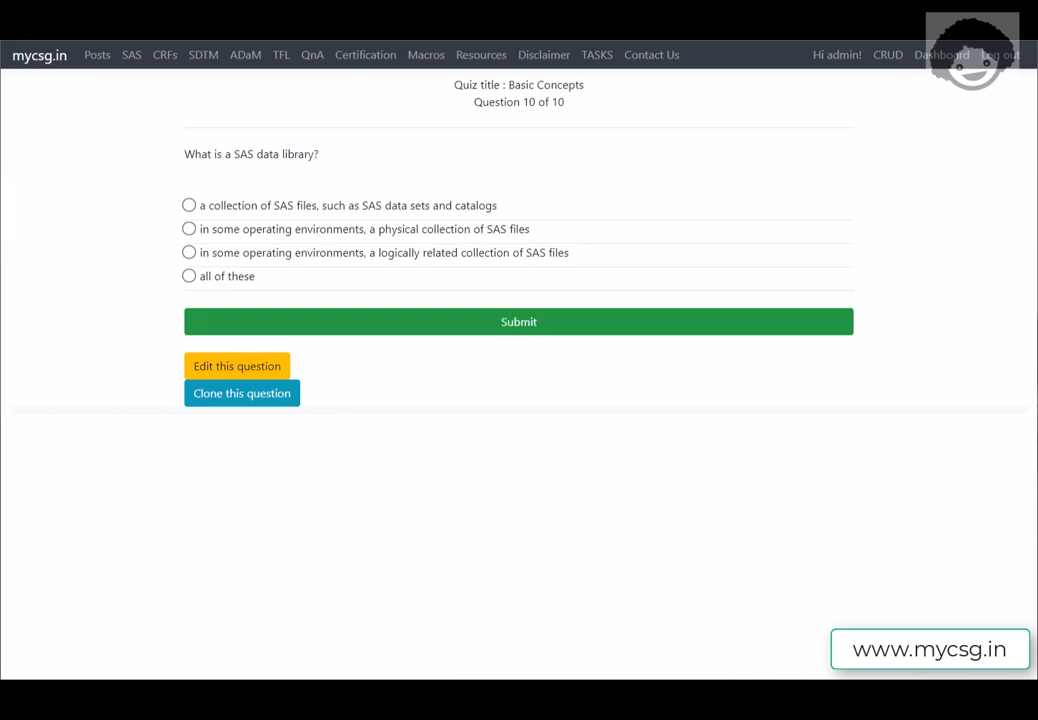 mycsg.in Posts SAS CRFs SDTM ADaM TFL QnA Certification Macros Resources Disclaimer TASKS Contact Us Hi admin! CRUD Dashboard Log out
Quiz title : Basic Concepts
Question 10 of 10
What is a SAS data library?
a collection of SAS files, such as SAS data sets and catalogs
in some operating environments, a physical collection of SAS files
in some operating environments, a logically related collection of SAS files
all of these
Submit
Edit this question
Clone this question
www.mycsg.in